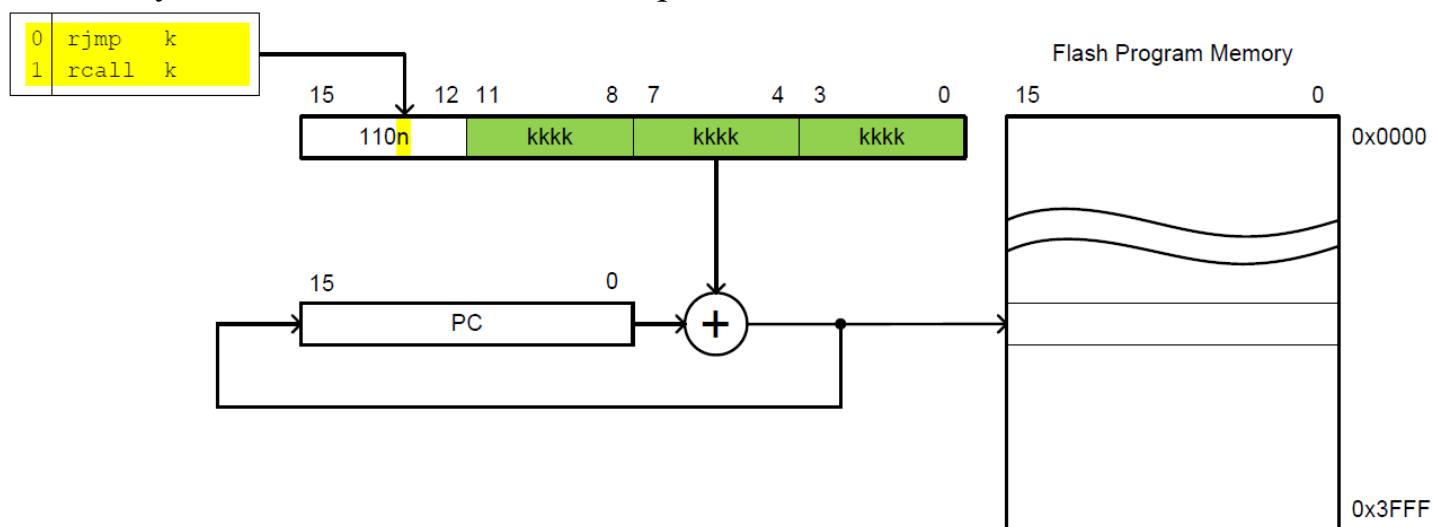 0 rjmp k
1 rcall k
Flash Program Memory
15 12 11 8 7 4 3 0
15 0
110n kkkk kkkk kkkk
0x0000
15 0
PC +
0x3FFF